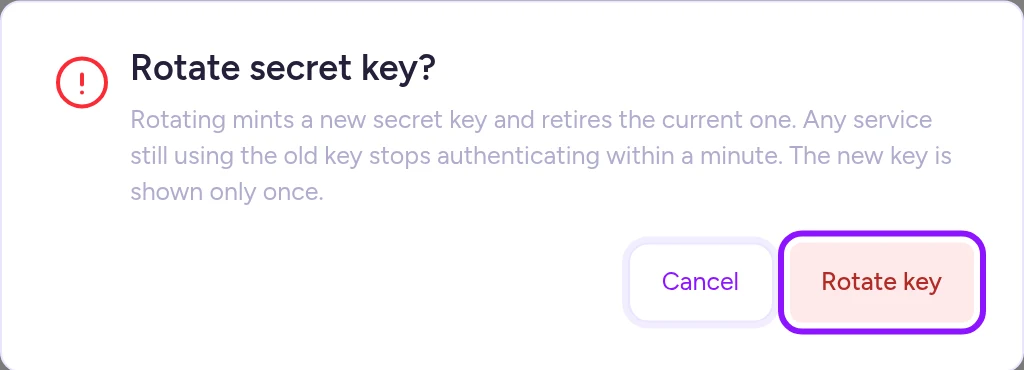 Rotate secret key?
Rotating mints a new secret key and retires the current one. Any service
still using the old key stops authenticating within a minute. The new key is
shown only once.
Cancel
Rotate key